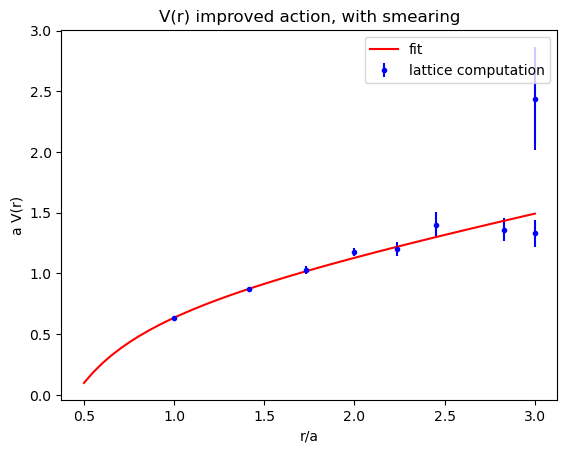 V(r) improved action, with smearing
fit
lattice computation
3.0
2.5
2.0
1.5
1.0
0.5
0.0
a V(r)
0.5
1.0
1.5
2.0
2.5
3.0
r/a